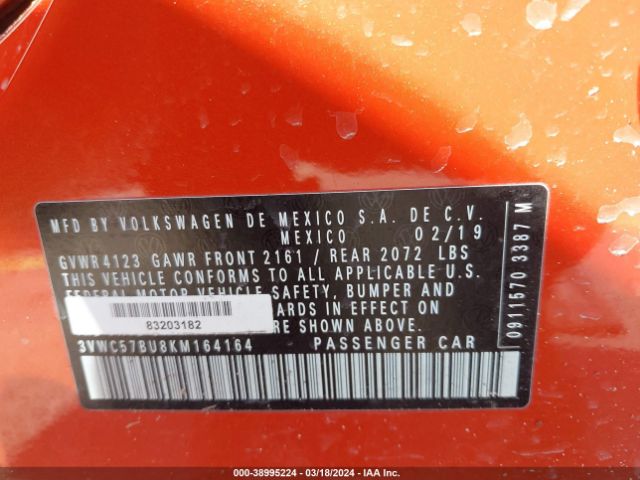 MFD BY VOLKSWAGEN DE MEXICO S.A. DE C.V.
MEXICO 02/19
GVWR 4123 GAWR FRONT 2161 / REAR 2072 LBS
THIS VEHICLE CONFORMS TO ALL APPLICABLE U.S.
FEDERAL MOTOR VEHICLE SAFETY, BUMPER AND
ARDS IN EFFECT ON
E SHOWN ABOVE.
83203182
3VWC57BU8KM164164 PASSENGER CAR
09111570 3387 M
000-38995224 | 03/18/2024 | IAA Inc.